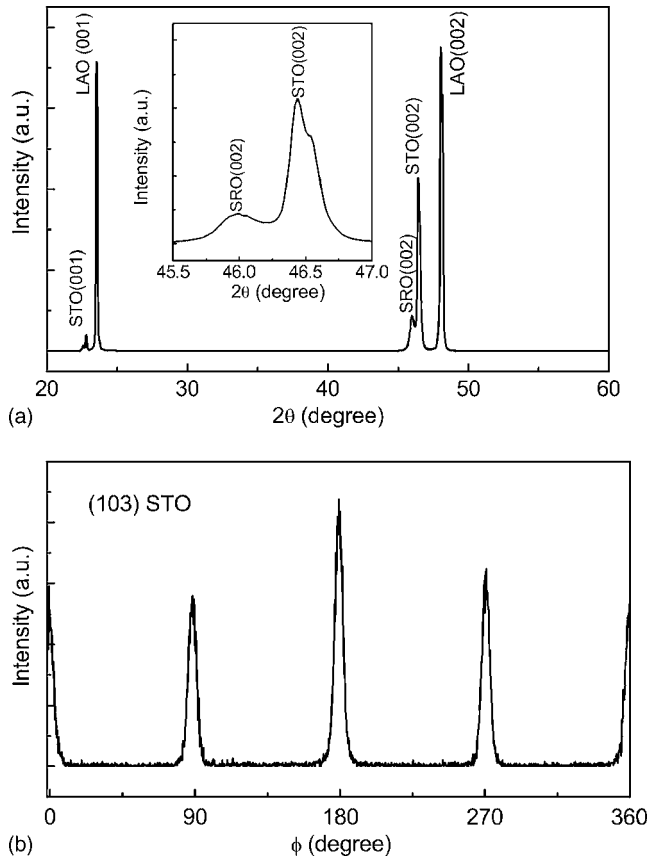 LAO (001)
STO(001)
SRO(002)
STO(002)
LAO(002)
Intensity (a.u.)
20 30 40 50 60
2θ (degree)
(a)
SRO(002)
STO(002)
Intensity (a.u.)
45.5 46.0 46.5 47.0
2θ (degree)
(103) STO
Intensity (a.u.)
0 90 180 270 360
ϕ (degree)
(b)